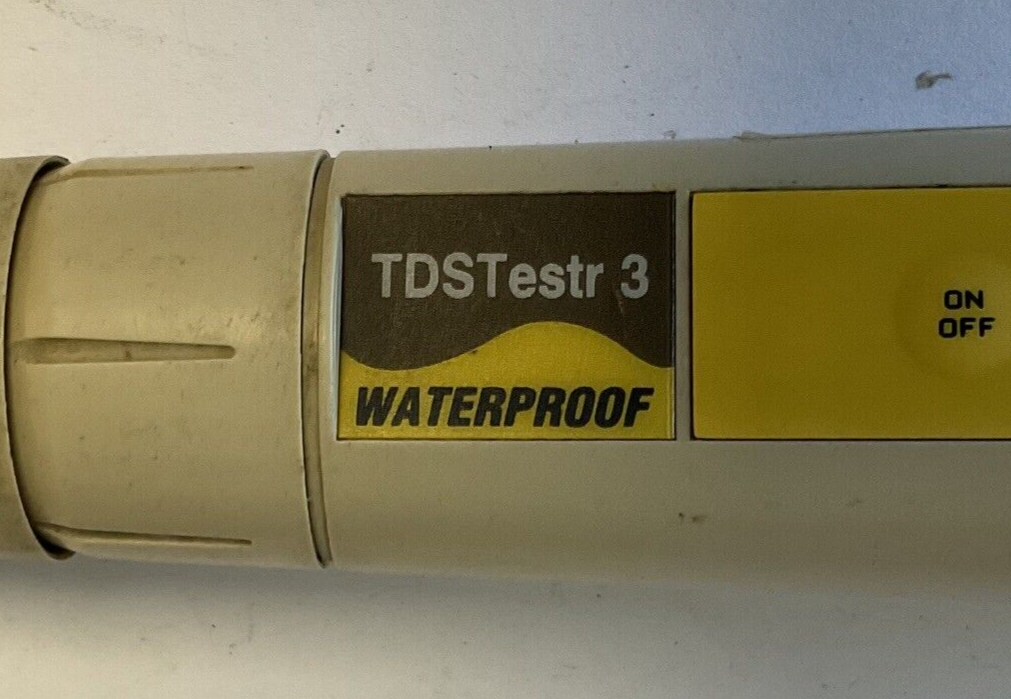 TDSTestr 3
WATERPROOF
ON
OFF